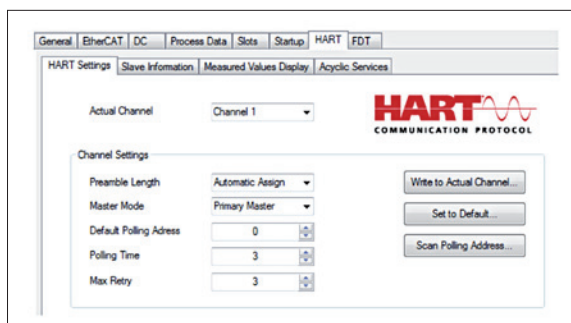 General EtherCAT DC Process Data Slots Startup HART FDT
HART Settings Slave Information Measured Values Display Acyclic Services
Actual Channel Channel 1
HART
COMMUNICATION PROTOCOL
Channel Settings
Preamble Length Automatic Assign Write to Actual Channel...
Master Mode Primary Master Set to Default...
Default Polling Adress 0
Scan Polling Address...
Polling Time 3
Max Retry 3